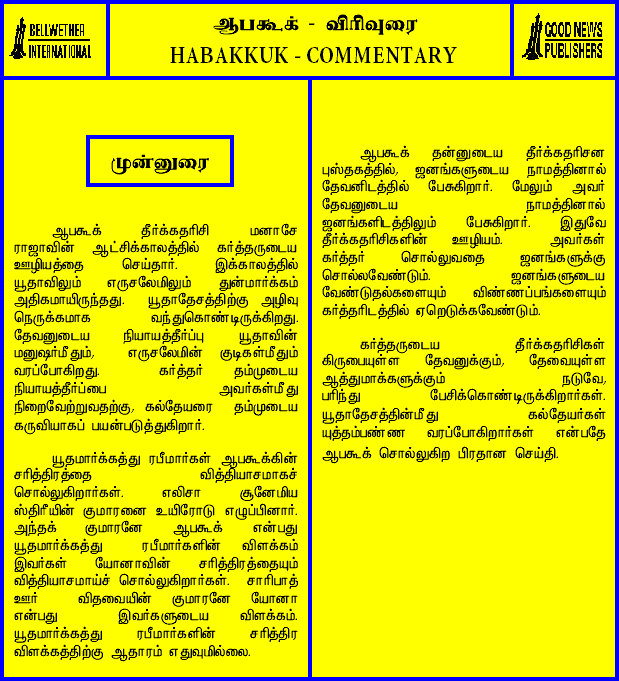 BELLWETHER
INTERNATIONAL
ஆபகூக் - விரிவுரை
HABAKKUK - COMMENTARY
GOOD NEWS
PUBLISHERS
முன்னுரை
ஆபகூக் தீர்க்கதரிசி மனாசே
ராஜாவின் ஆட்சிக்காலத்தில் கர்த்தருடைய
ஊழியத்தை செய்தார். இக்காலத்தில்
யூதாவிலும் எருசலேமிலும் துன்மார்க்கம்
அதிகமாயிருந்தது. யூதாதேசத்திற்கு அழிவு
நெருக்கமாக வந்துகொண்டிருக்கிறது.
தேவனுடைய நியாயத்தீர்ப்பு யூதாவின்
மனுஷர்மீதும், எருசலேமின் குடிகள்மீதும்
வரப்போகிறது. கர்த்தர் தம்முடைய
நியாயத்தீர்ப்பை அவர்கள்மீது
நிறைவேற்றுவதற்கு, கல்தேயரை தம்முடைய
கருவியாகப் பயன்படுத்துகிறார்.
யூதமார்க்கத்து ரபீமார்கள் ஆபகூக்கின்
சரித்திரத்தை வித்தியாசமாகச்
சொல்லுகிறார்கள். எலிசா சூனேமிய
ஸ்திரீயின் குமாரனை உயிரோடு எழுப்பினார்.
அந்தக் குமாரனே ஆபகூக் என்பது
யூதமார்க்கத்து ரபீமார்களின் விளக்கம்
இவர்கள் யோனாவின் சரித்திரத்தையும்
வித்தியாசமாய்ச் சொல்லுகிறார்கள். சாரிபாத்
ஊர் விதவையின் குமாரனே யோனா
என்பது இவர்களுடைய விளக்கம்.
யூதமார்க்கத்து ரபீமார்களின் சரித்திர
விளக்கத்திற்கு ஆதாரம் எதுவுமில்லை.
ஆபகூக் தன்னுடைய தீர்க்கதரிசன
புஸ்தகத்தில், ஜனங்களுடைய நாமத்தினால்
தேவனிடத்தில் பேசுகிறார். மேலும் அவர்
தேவனுடைய நாமத்தினால்
ஜனங்களிடத்திலும் பேசுகிறார். இதுவே
தீர்க்கதரிசிகளின் ஊழியம். அவர்கள்
கர்த்தர் சொல்லுவதை ஜனங்களுக்கு
சொல்லவேண்டும். ஜனங்களுடைய
வேண்டுதல்களையும் விண்ணப்பங்களையும்
கர்த்தரிடத்தில் ஏறெடுக்கவேண்டும்.
கர்த்தருடைய தீர்க்கதரிசிகள்
கிருபையுள்ள தேவனுக்கும், தேவையுள்ள
ஆத்துமாக்களுக்கும் நடுவே,
பரிந்து பேசிக்கொண்டிருக்கிறார்கள்.
யூதாதேசத்தின்மீது கல்தேயர்கள்
யுத்தம்பண்ண வரப்போகிறார்கள் என்பதே
ஆபகூக் சொல்லுகிற பிரதான செய்தி.